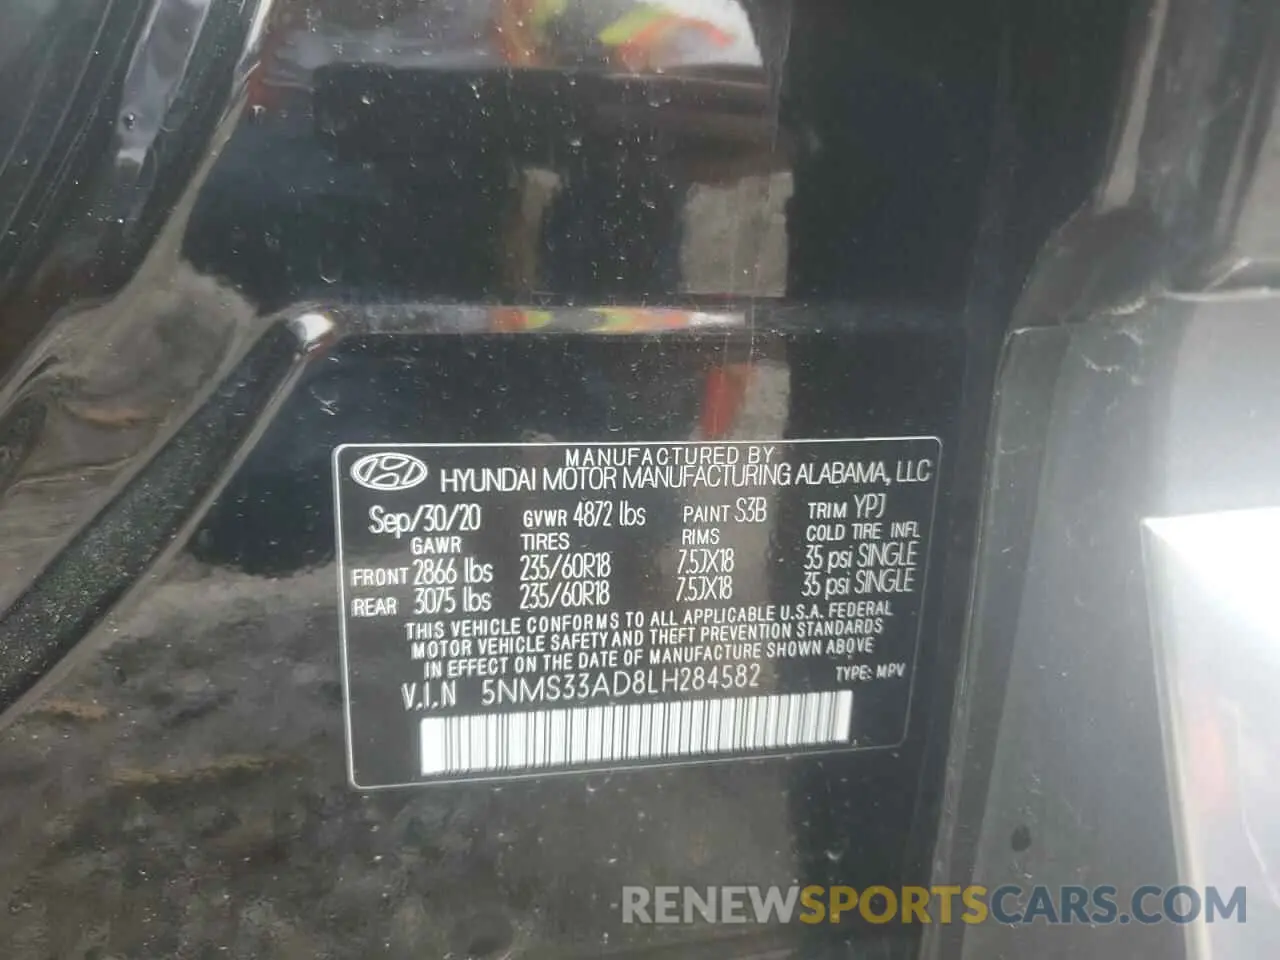 MANUFACTURED BY
HYUNDAI MOTOR MANUFACTURING ALABAMA, LLC
Sep/30/20 GVWR 4872 lbs PAINT S3B TRIM YPJ
GAWR TIRES RIMS COLD TIRE INFL
FRONT 2866 lbs 235/60R18 7.5JX18 35 psi SINGLE
REAR 3075 lbs 235/60R18 7.5JX18 35 psi SINGLE
THIS VEHICLE CONFORMS TO ALL APPLICABLE U.S.A. FEDERAL
MOTOR VEHICLE SAFETY AND THEFT PREVENTION STANDARDS
IN EFFECT ON THE DATE OF MANUFACTURE SHOWN ABOVE
V.I.N 5NMS33AD8LH284582 TYPE: MPV
RENEWSPORTSCARS.COM